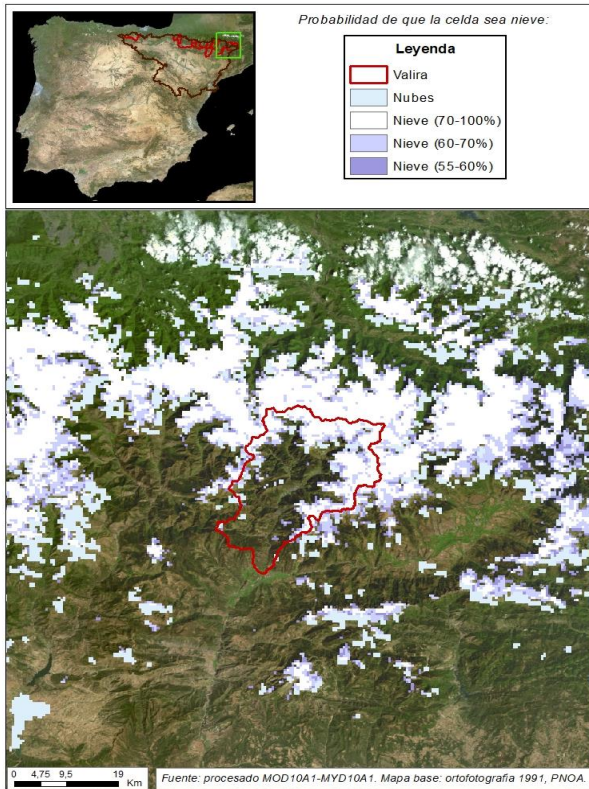 Probabilidad de que la celda sea nieve:
Leyenda
Valira
Nubes
Nieve (70-100%)
Nieve (60-70%)
Nieve (55-60%)
0 4,75 9,5 19
Km
Fuente: procesado MOD10A1-MYD10A1. Mapa base: ortofotografia 1991, PNOA.